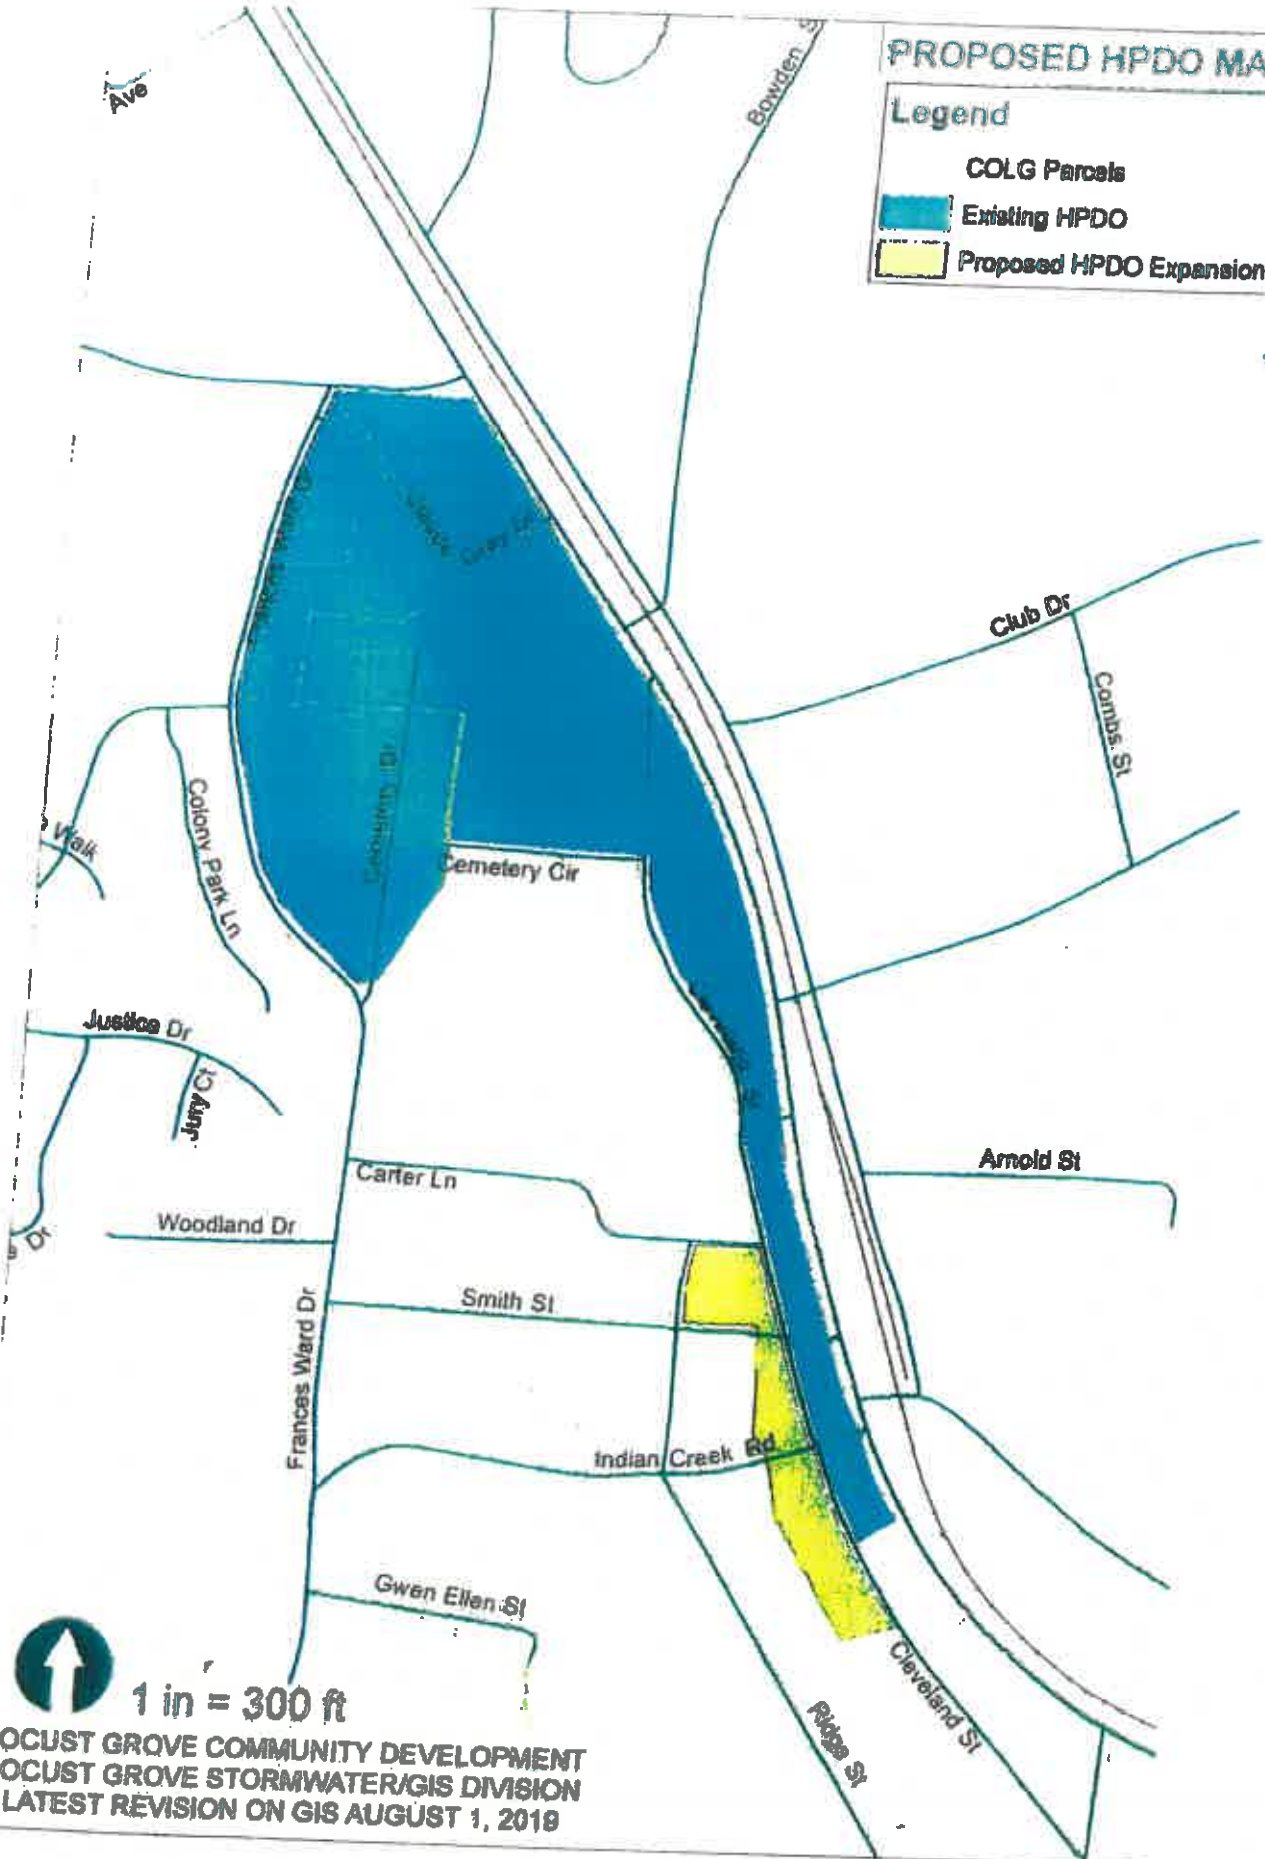 PROPOSED HPDO MA
Legend
COLG Parcels
Existing HPDO
Proposed HPDO Expansion
Ave
Bowden S
Club Dr
Combs St
Cemetery Dr
Cemetery Cir
Colony Park Ln
Walk
Justice Dr
Jury Ct
Dr
Carter Ln
Woodland Dr
Arnold St
Smith St
Frances Ward Dr
Indian Creek Rd
Gwen Ellen St
Cleveland St
Ridge St
1 in = 300 ft
OCUST GROVE COMMUNITY DEVELOPMENT
OCUST GROVE STORMWATER/GIS DIVISION
LATEST REVISION ON GIS AUGUST 1, 2019